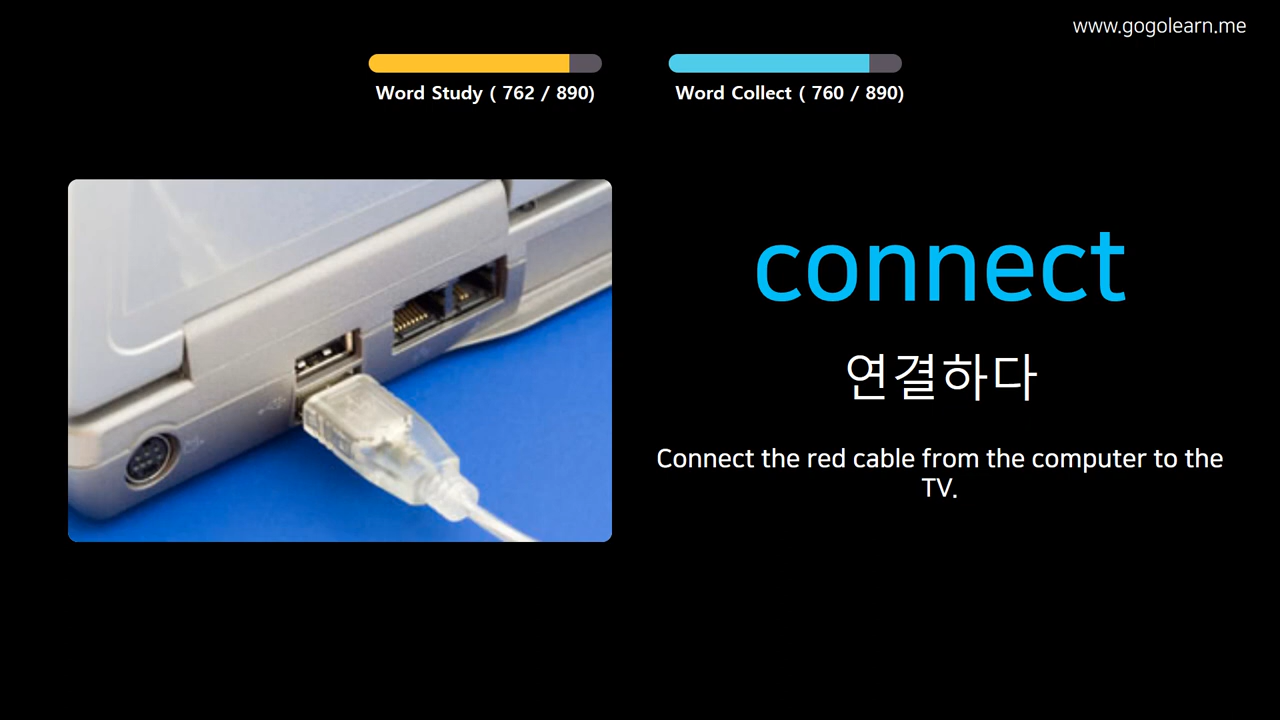 www.gogolearn.me
Word Study ( 762 / 890)
Word Collect ( 760 / 890)
connect
연결하다
Connect the red cable from the computer to the
TV.